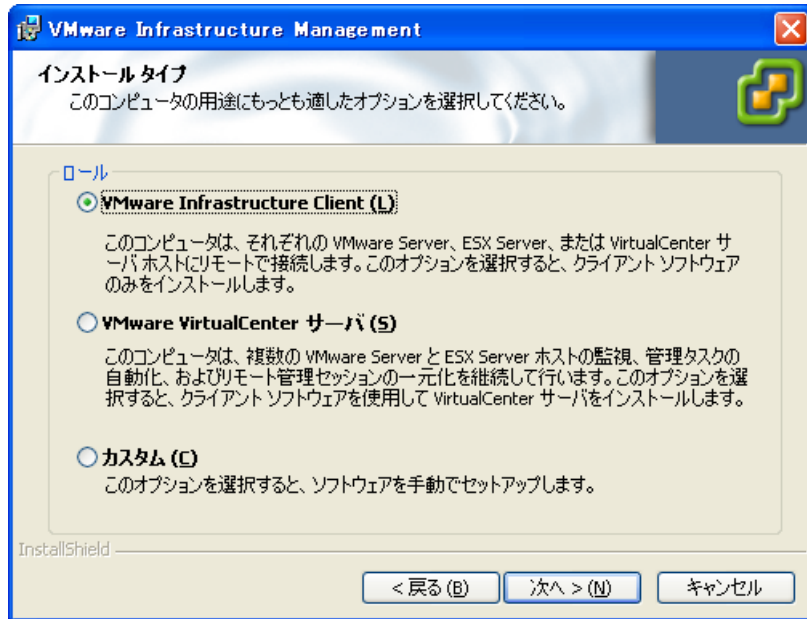 VMware Infrastructure Management
インストール タイプ
このコンピュータの用途にもっとも適したオプションを選択してください。
ロール
VMware Infrastructure Client (L)
このコンピュータは、それぞれの VMware Server、ESX Server、または VirtualCenter サ
ーバ ホストにリモートで接続します。このオプションを選択すると、クライアント ソフトウェア
のみをインストールします。
VMware VirtualCenter サーバ (S)
このコンピュータは、複数の VMware Server と ESX Server ホストの監視、管理タスクの
自動化、およびリモート管理セッションの一元化を継続して行います。このオプションを選
択すると、クライアント ソフトウェアを使用して VirtualCenter サーバをインストールします。
カスタム (C)
このオプションを選択すると、ソフトウェアを手動でセットアップします。
InstallShield
< 戻る (B)
次へ > (N)
キャンセル